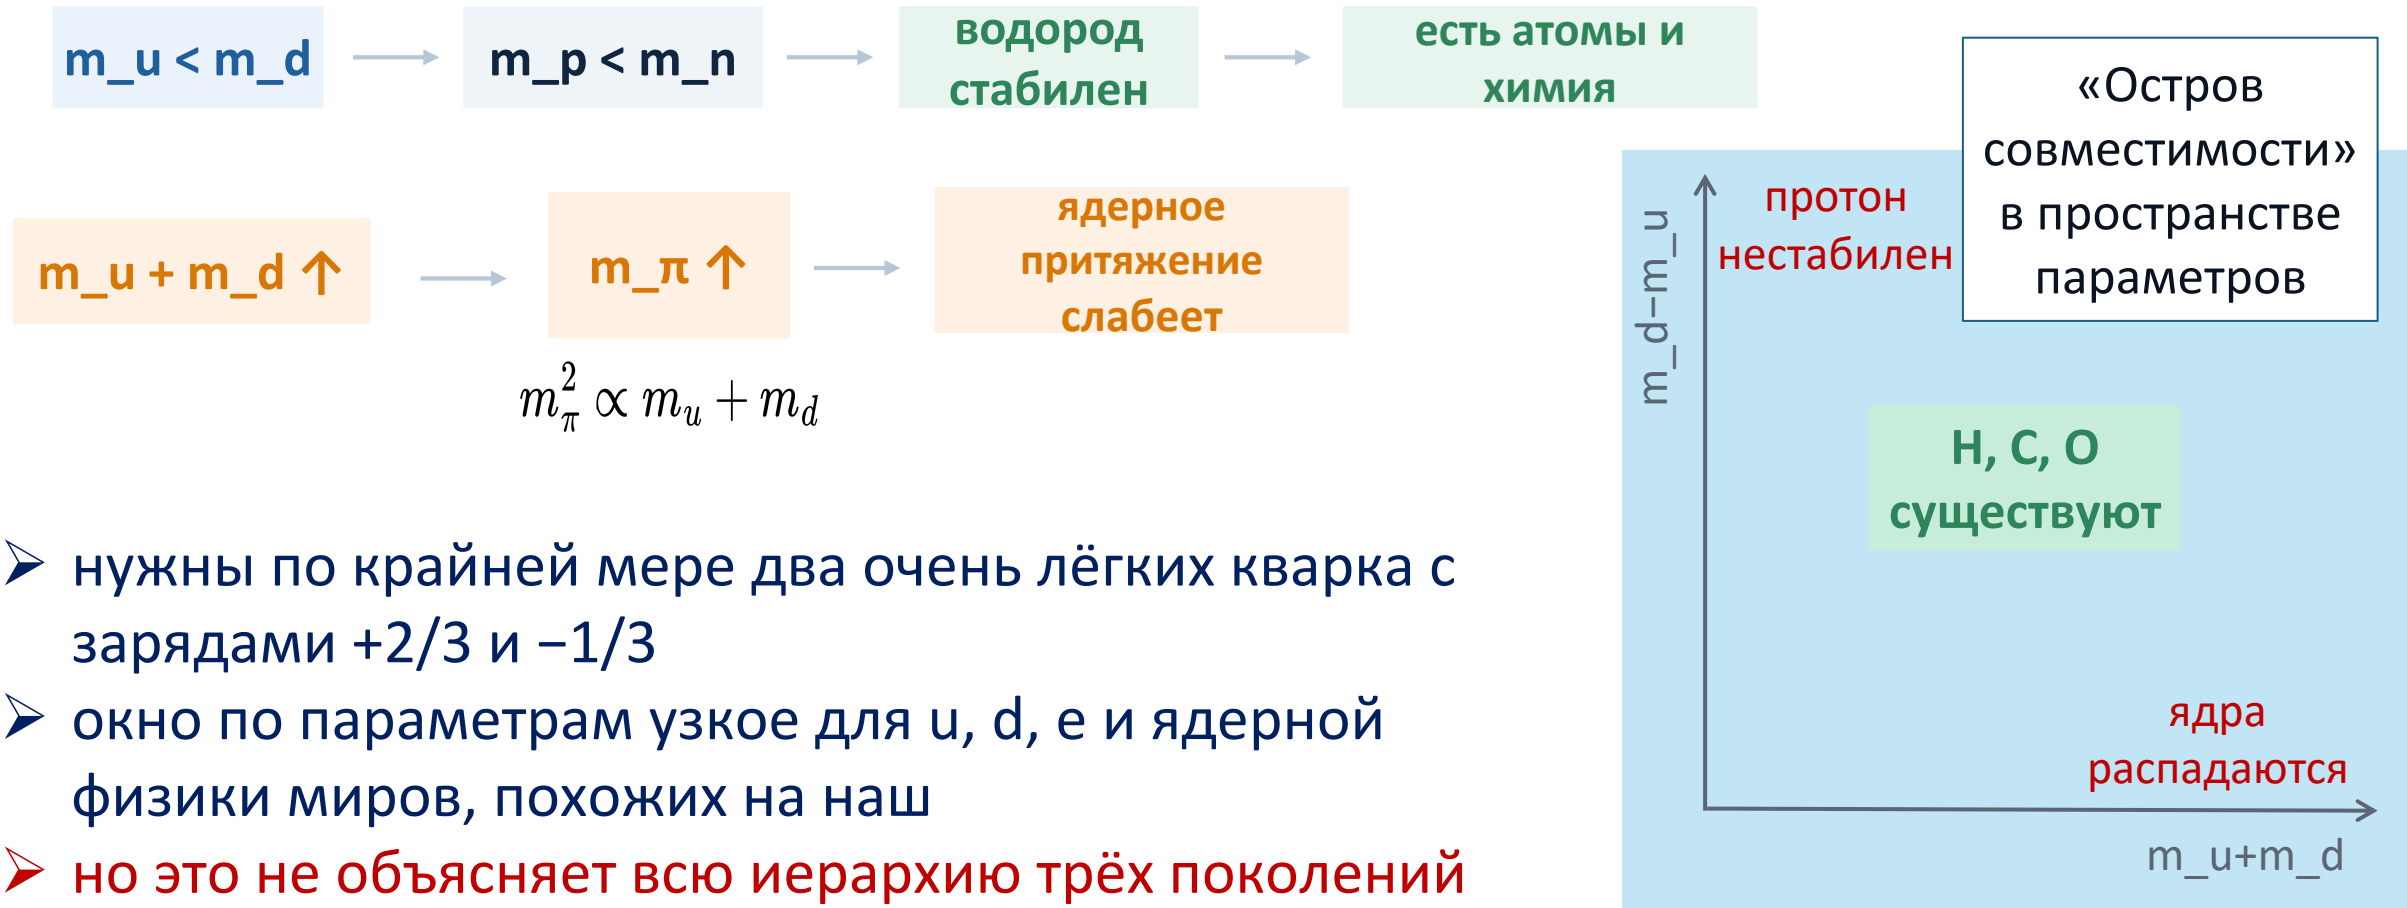 m_u < m_d
m_p < m_n
водород
стабилен
есть атомы и
химия
m_u + m_d ↑
m_π ↑
ядерное
притяжение
слабеет
m_π^2 ∝ m_u + m_d
«Остров
совместимости»
в пространстве
параметров
протон
нестабилен
m_d−m_u
H, C, O
существуют
ядра
распадаются
m_u+m_d
➢ нужны по крайней мере два очень лёгких кварка с
зарядами +2/3 и −1/3
➢ окно по параметрам узкое для u, d, e и ядерной
физики миров, похожих на наш
➢ но это не объясняет всю иерархию трёх поколений